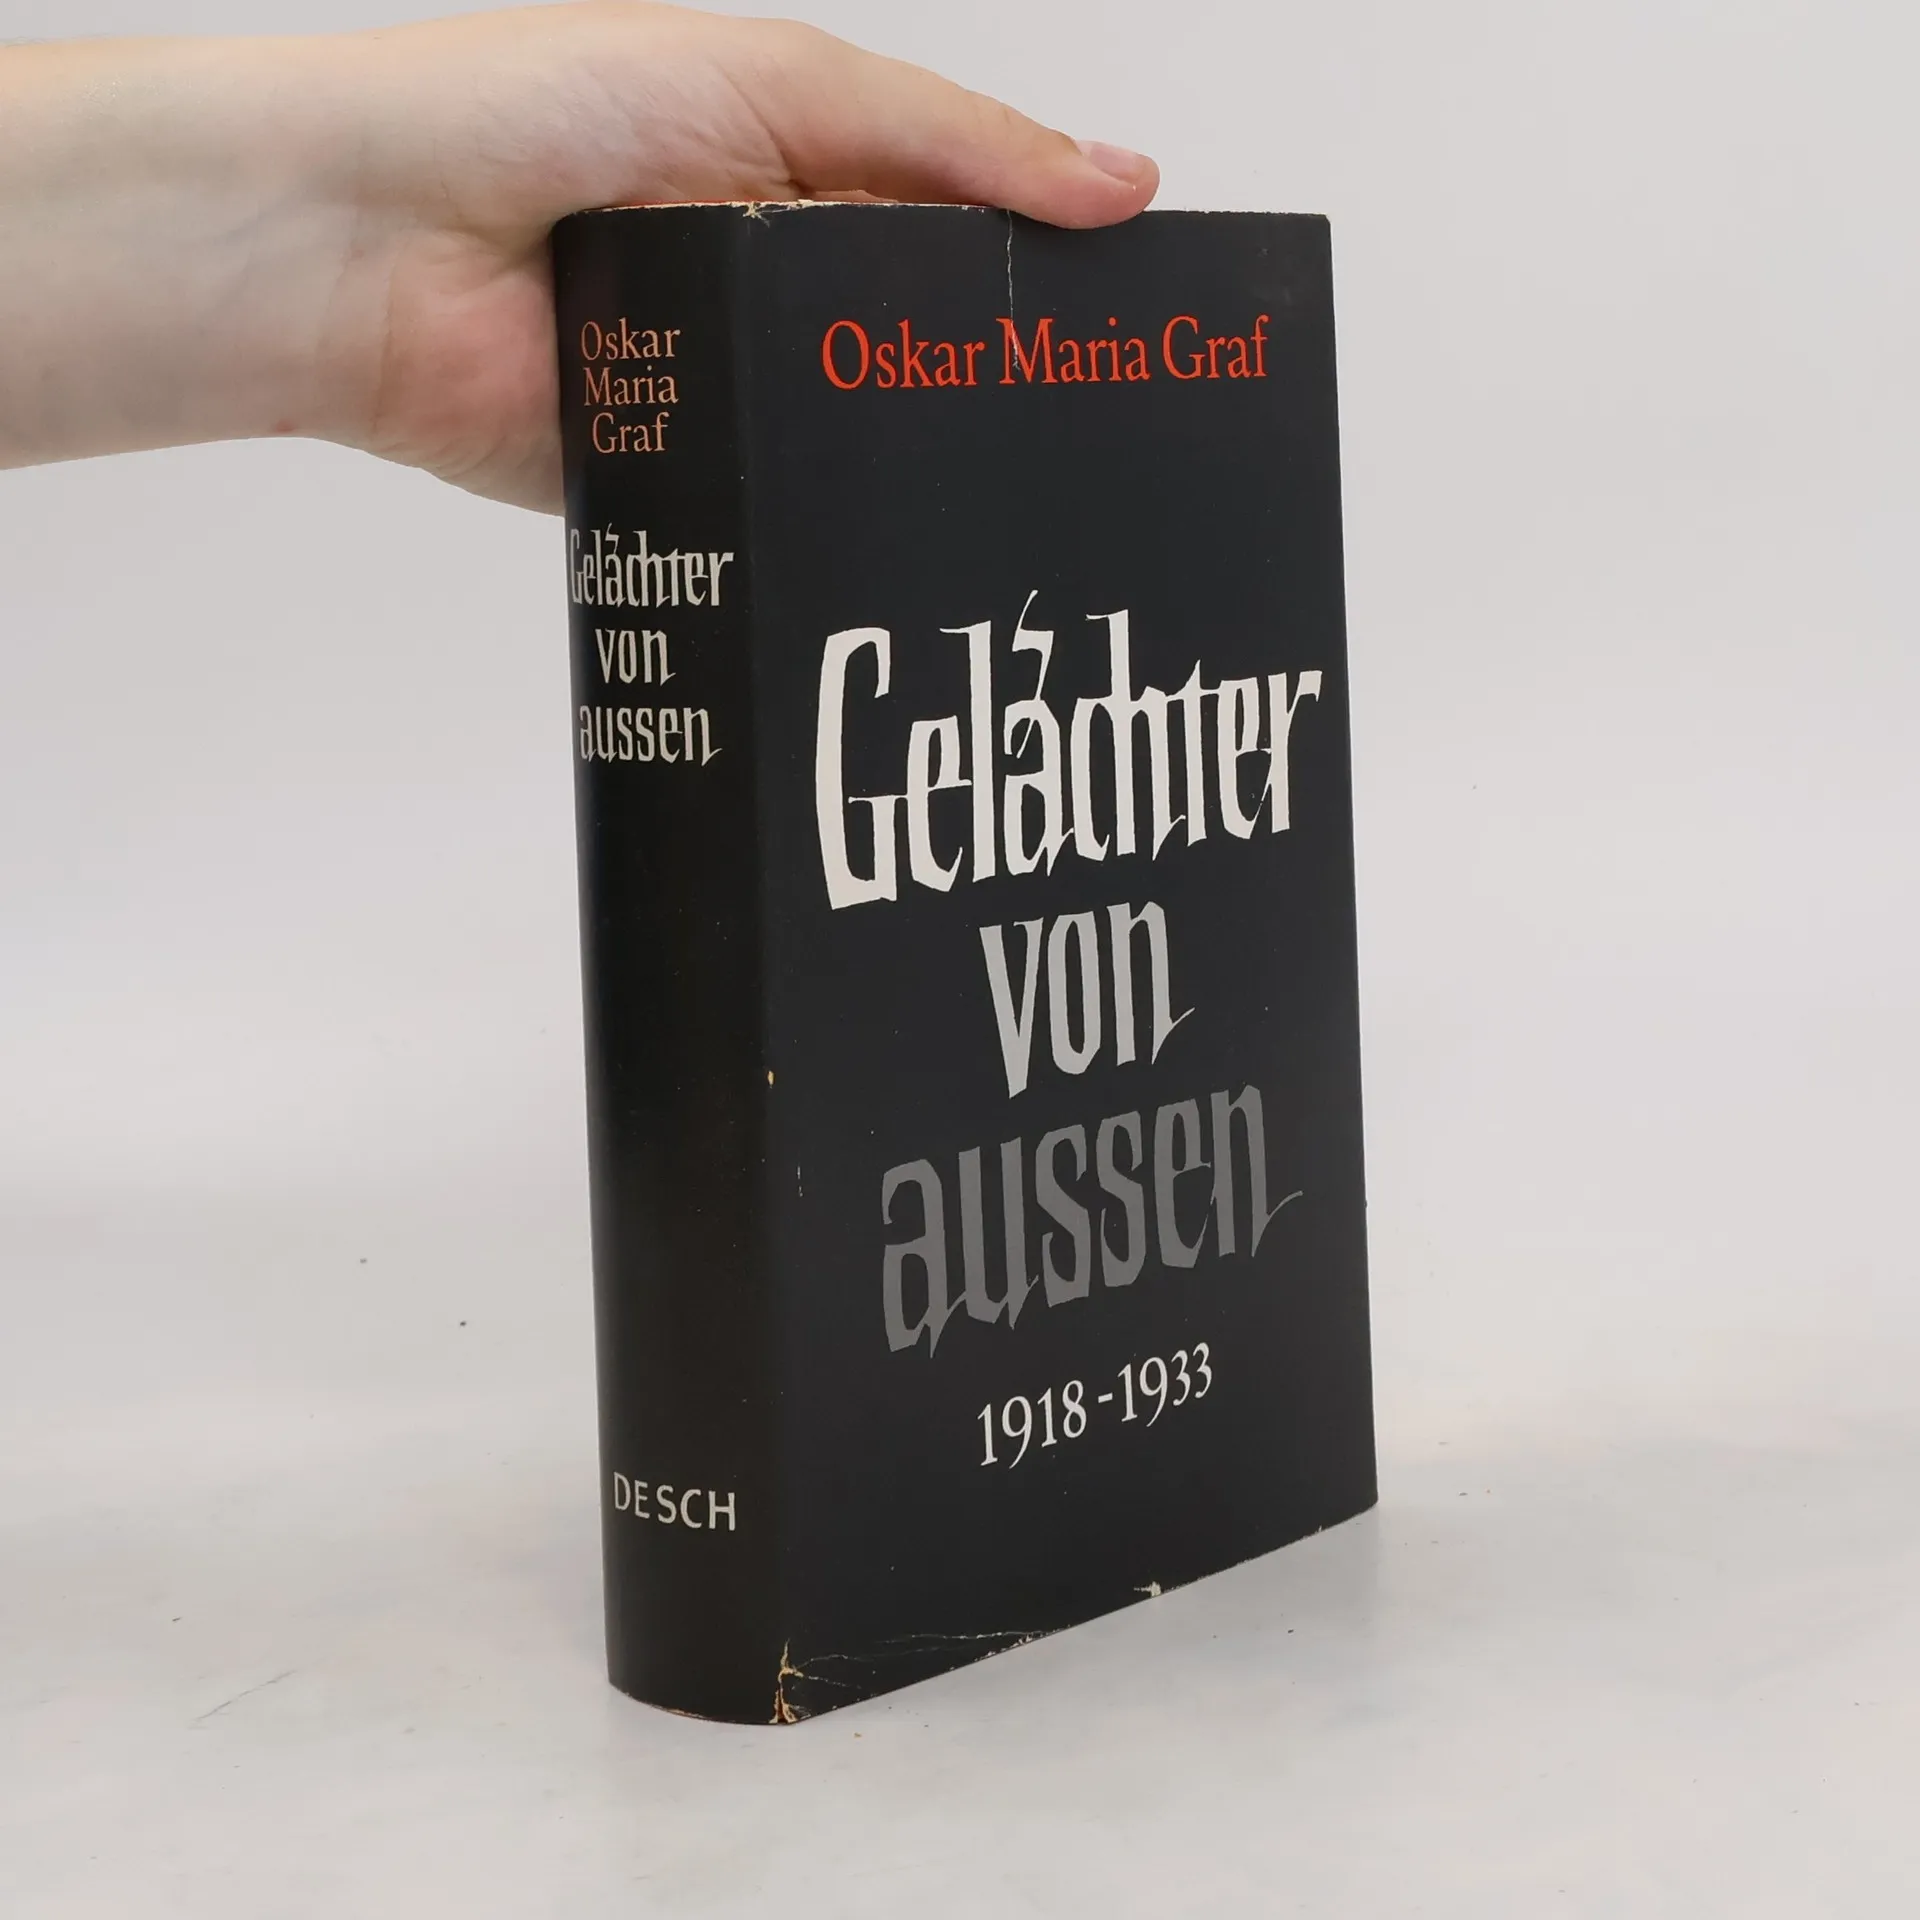 Oskar
Maria
Graf
Gelächter
von
aussen
DESCH
Oskar Maria Graf
Gelächter
von
aussen
1918-1933